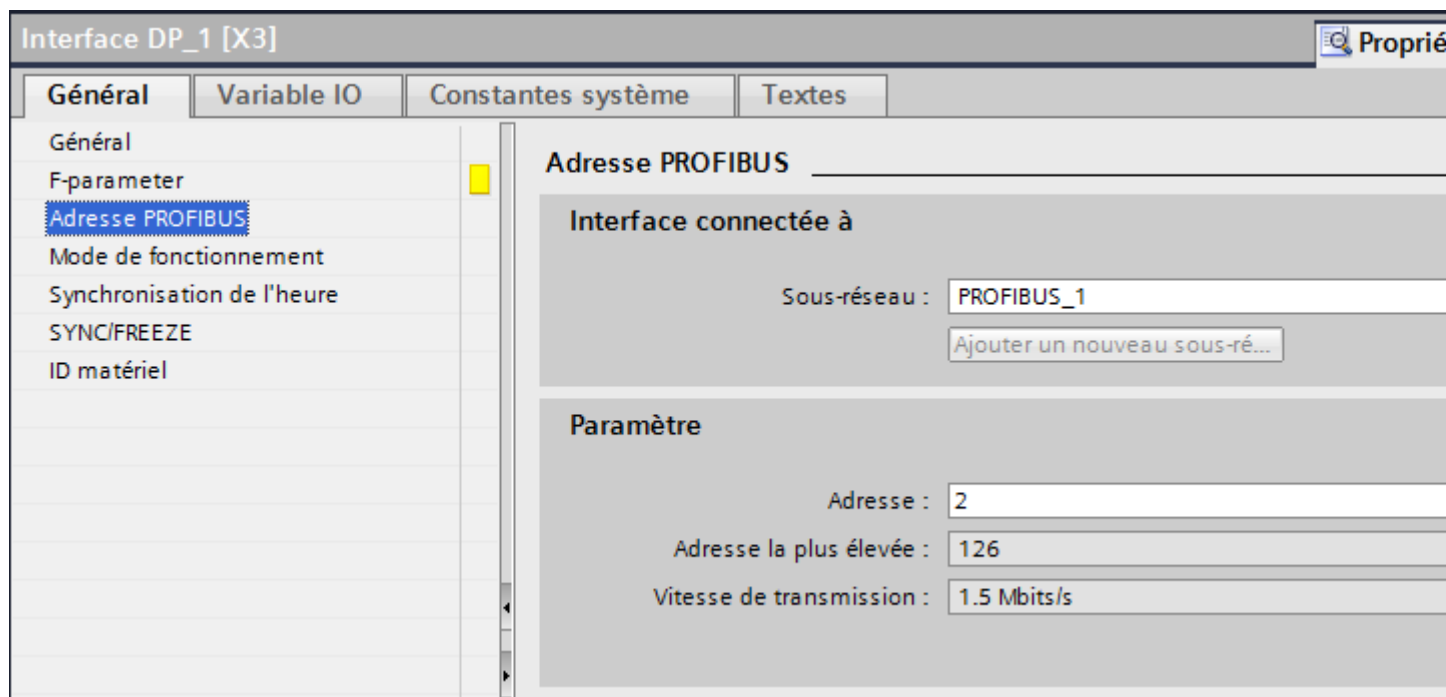 Interface DP_1 [X3]
Proprié
Général Variable IO Constantes système Textes
Général
F-parameter
Adresse PROFIBUS
Mode de fonctionnement
Synchronisation de l'heure
SYNC/FREEZE
ID matériel
Adresse PROFIBUS
Interface connectée à
Sous-réseau : PROFIBUS_1
Ajouter un nouveau sous-ré...
Paramètre
Adresse : 2
Adresse la plus élevée : 126
Vitesse de transmission : 1.5 Mbits/s